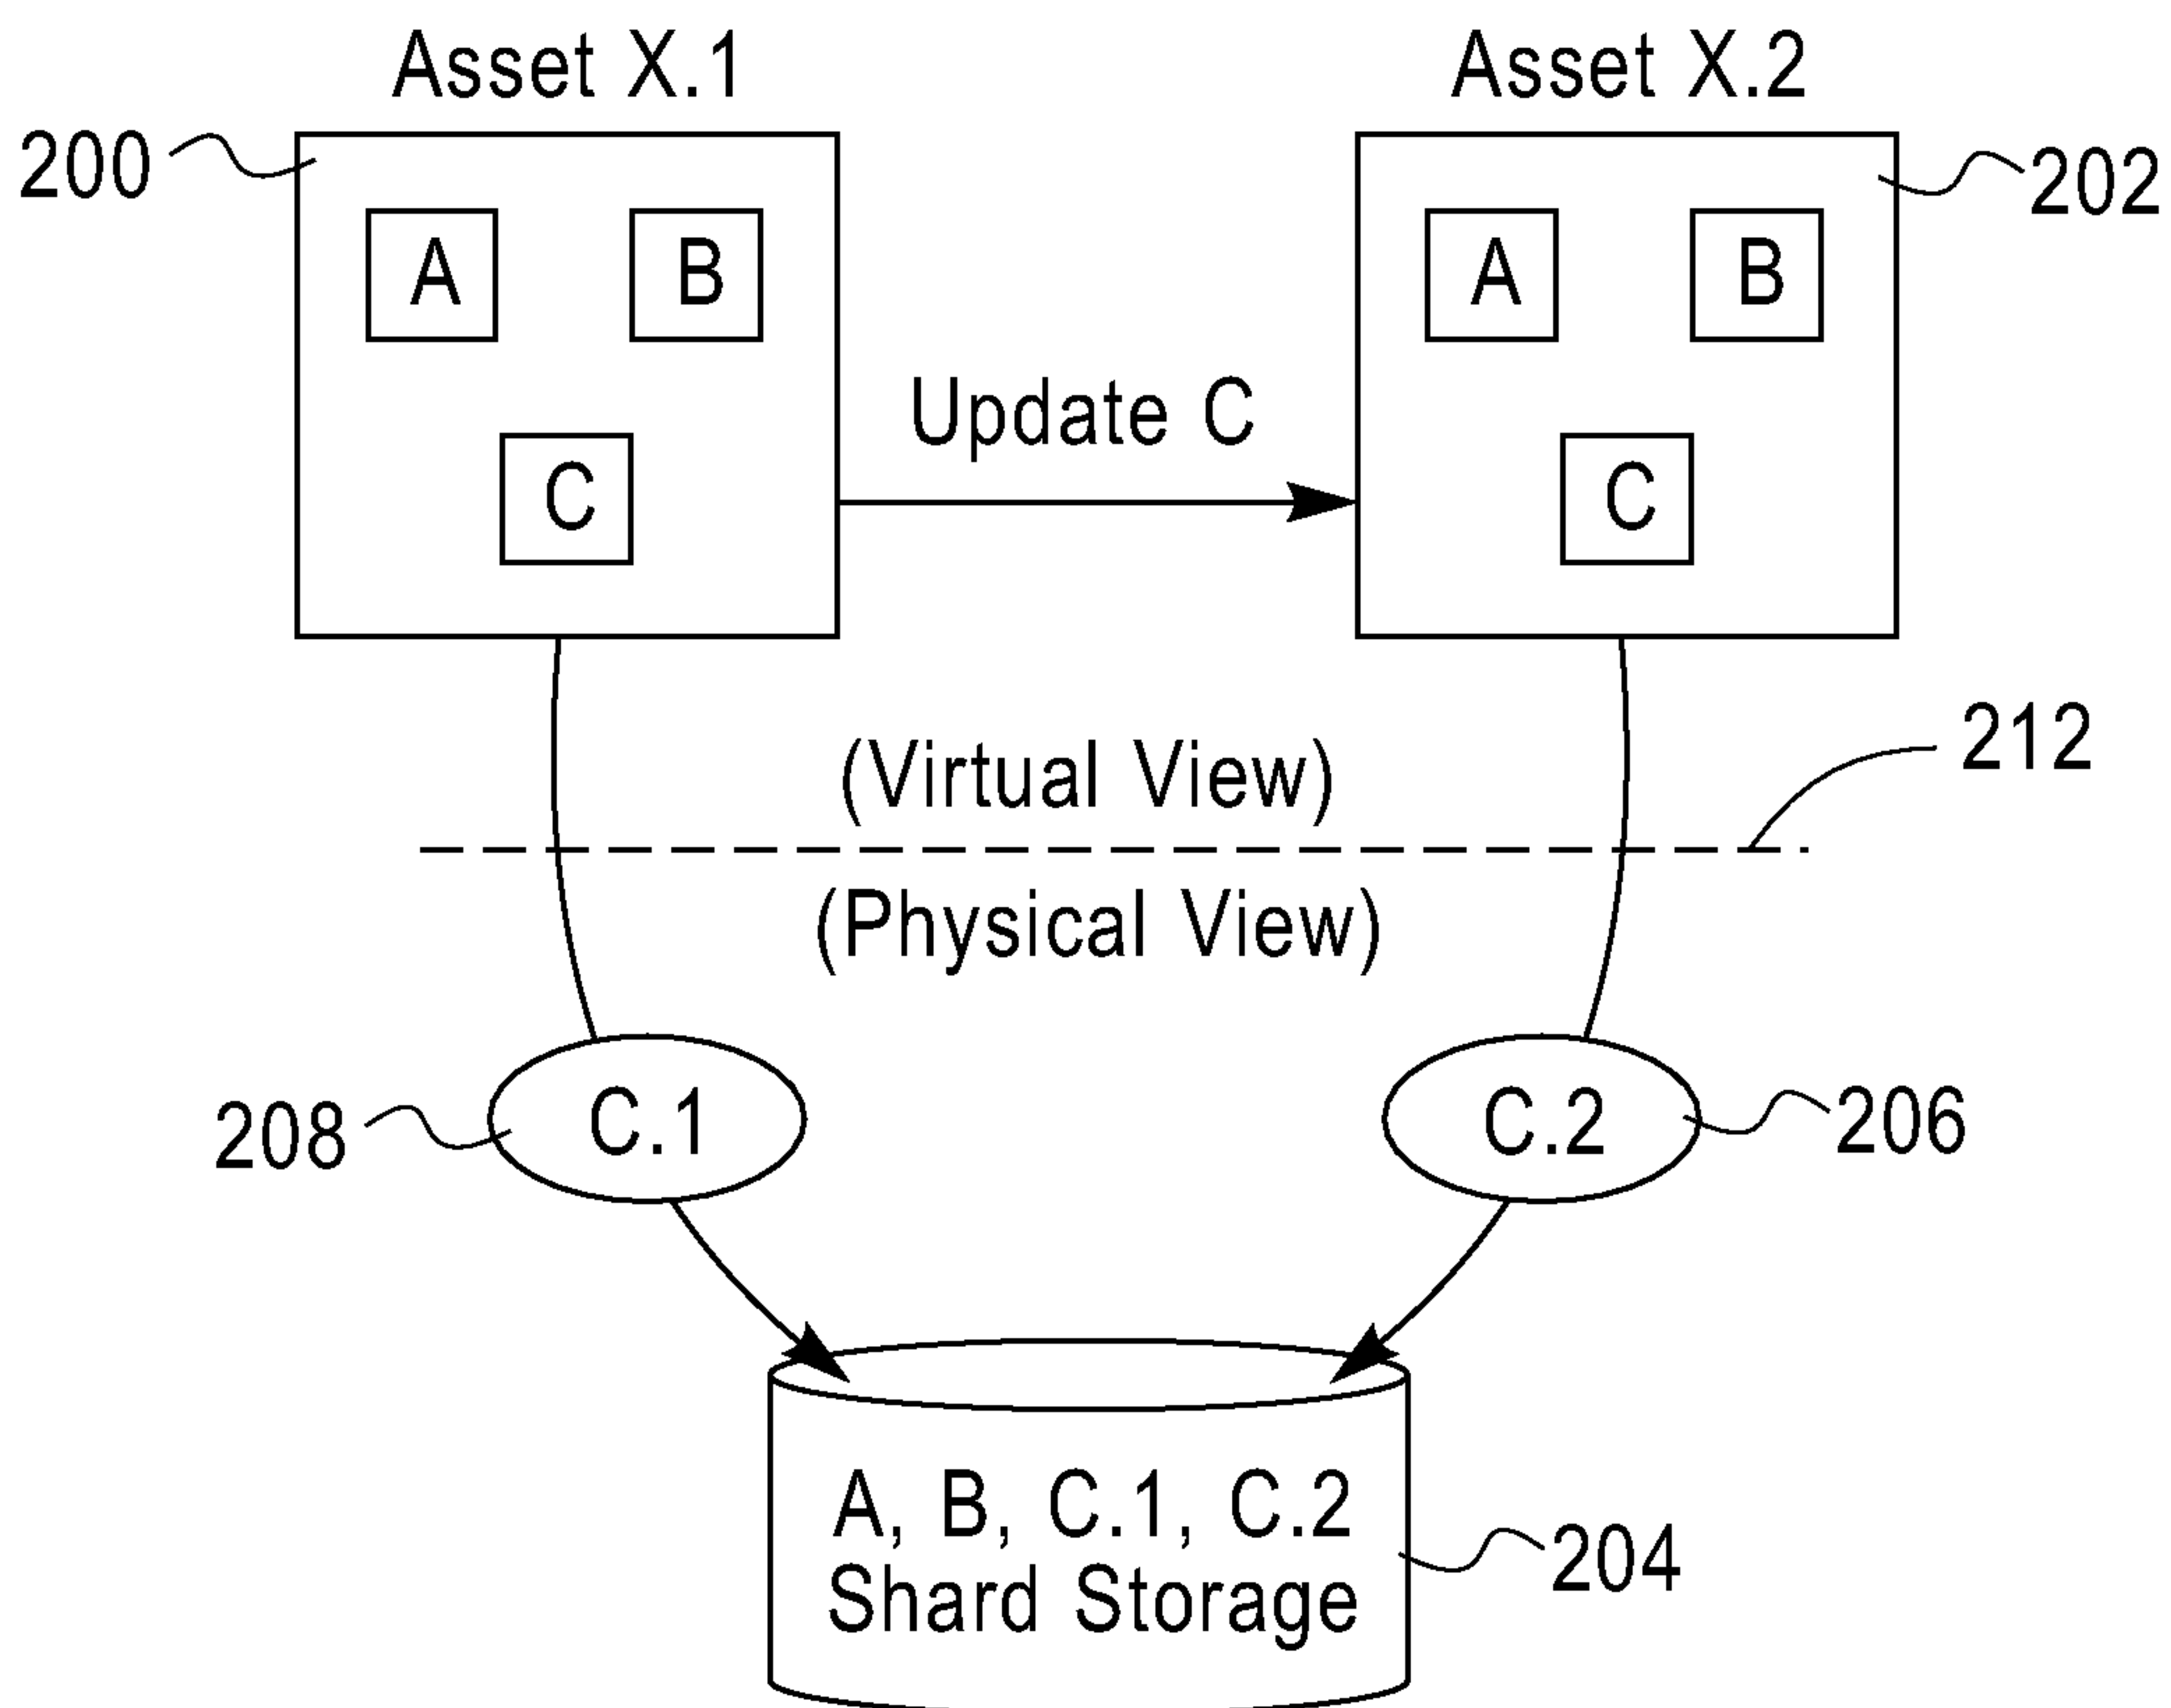 Asset X.1
Asset X.2
200
202
A
B
A
B
Update C
C
C
212
(Virtual View)
(Physical View)
208
C.1
C.2
206
A, B, C.1, C.2
Shard Storage
204